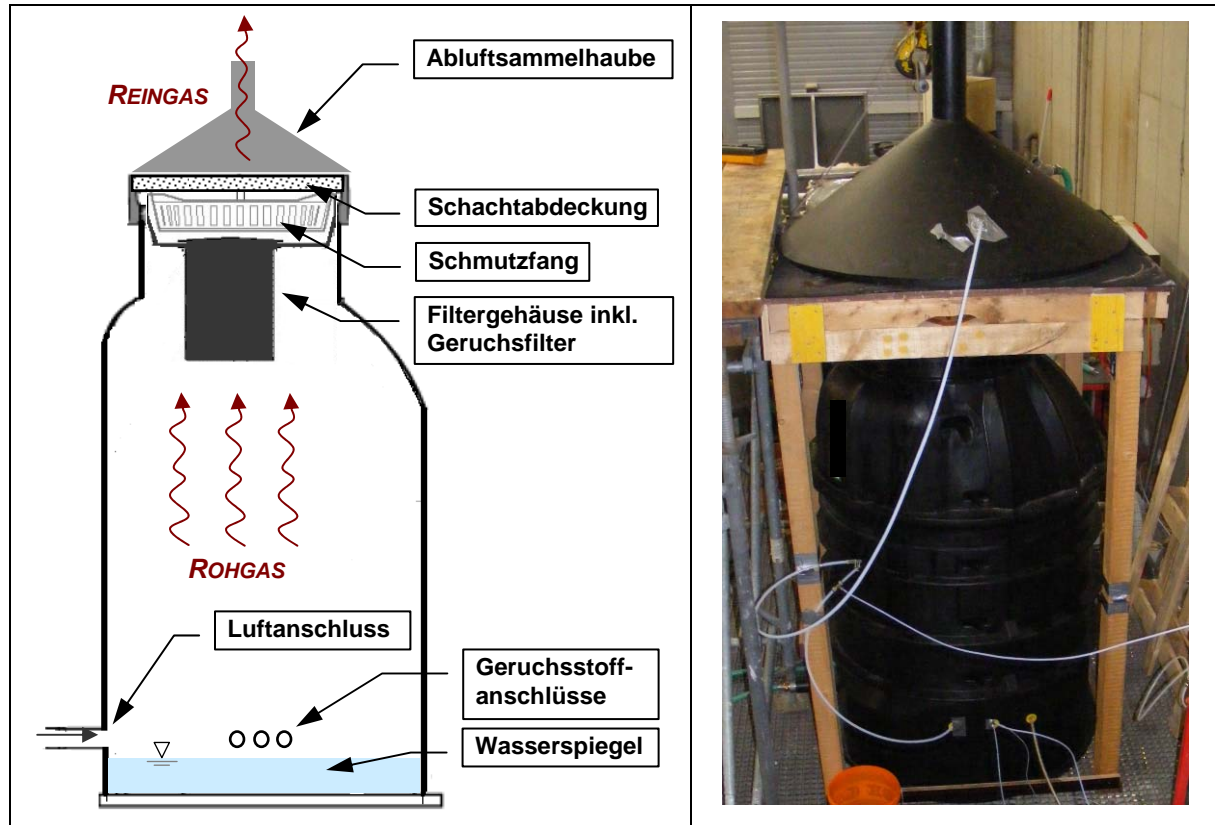 Abluftsammelhaube
REINGAS
Schachtabdeckung
Schmutzfang
Filtergehäuse inkl.
Geruchsfilter
ROHGAS
Luftanschluss
Geruchsstoff-
anschlüsse
Wasserspiegel